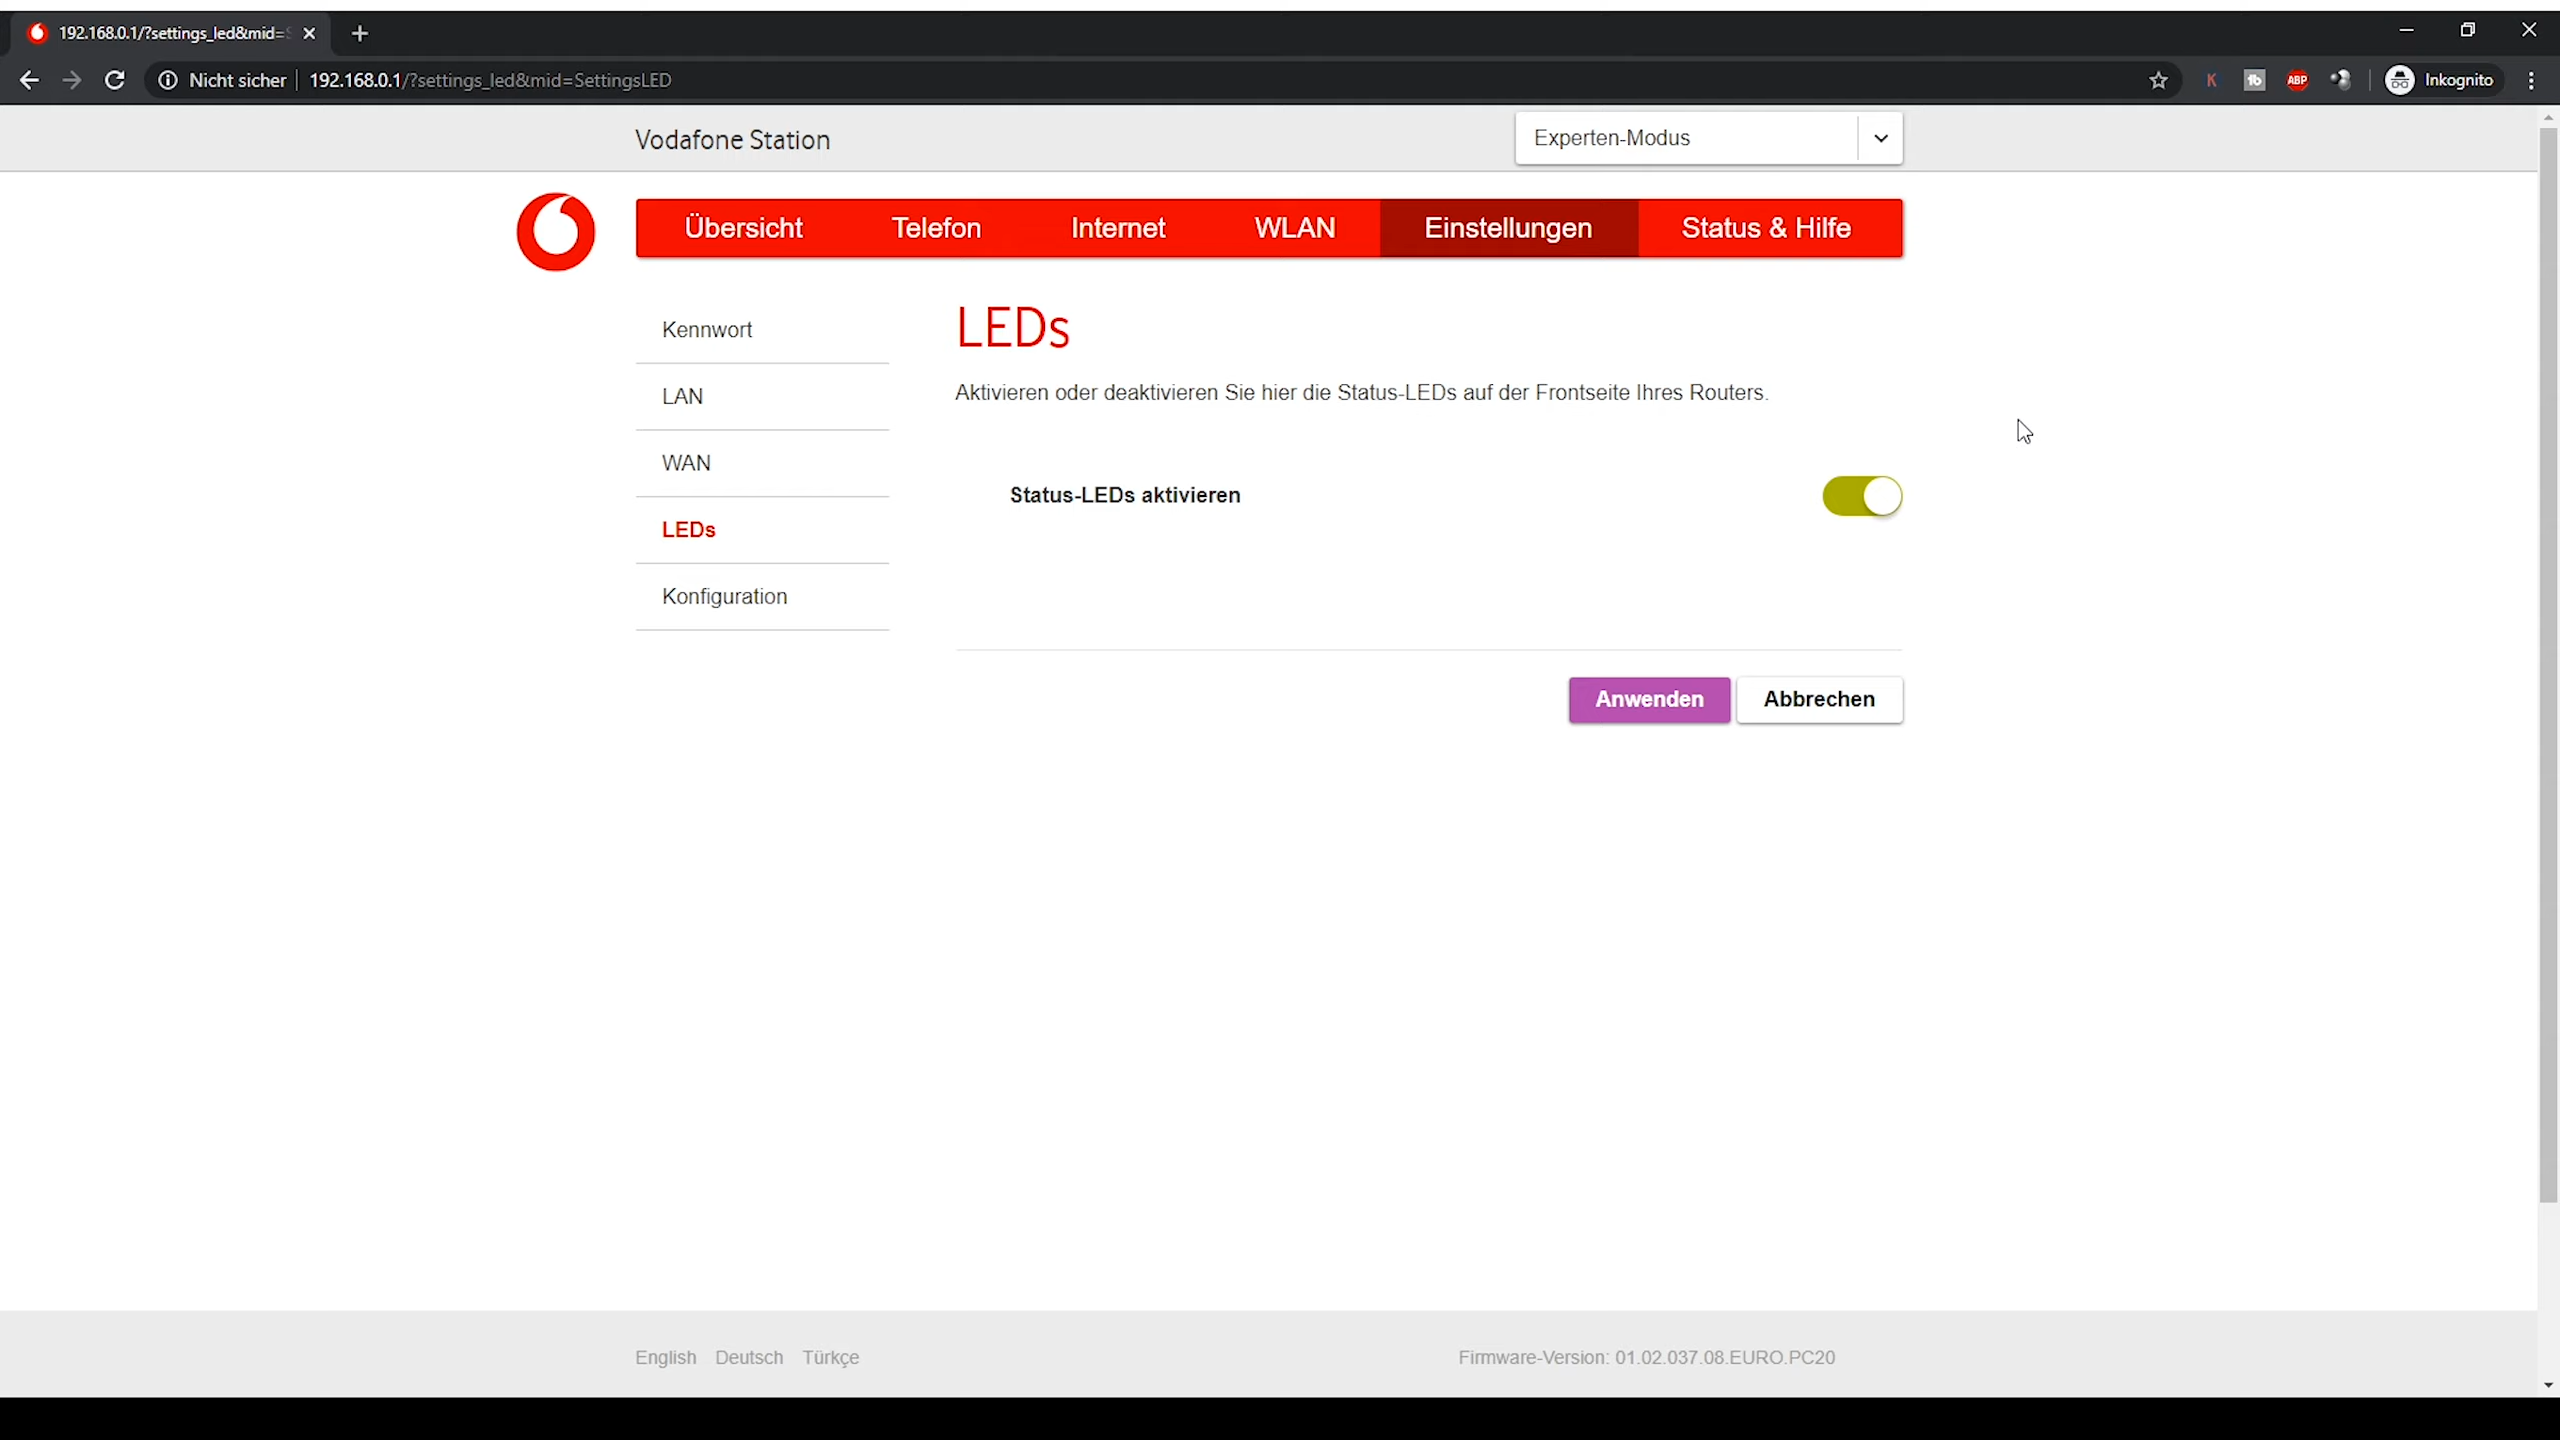 192.168.0.1/?settings_led&mid=
Nicht sicher 192.168.0.1/?settings_led&mid=SettingsLED
K
tb
ABP
Inkognito
Vodafone Station
Experten-Modus
Übersicht Telefon Internet WLAN Einstellungen Status & Hilfe
Kennwort
LAN
WAN
LEDs
Konfiguration
LEDs
Aktivieren oder deaktivieren Sie hier die Status-LEDs auf der Frontseite Ihres Routers.
Status-LEDs aktivieren
Anwenden Abbrechen
English Deutsch Türkçe
Firmware-Version: 01.02.037.08.EURO.PC20